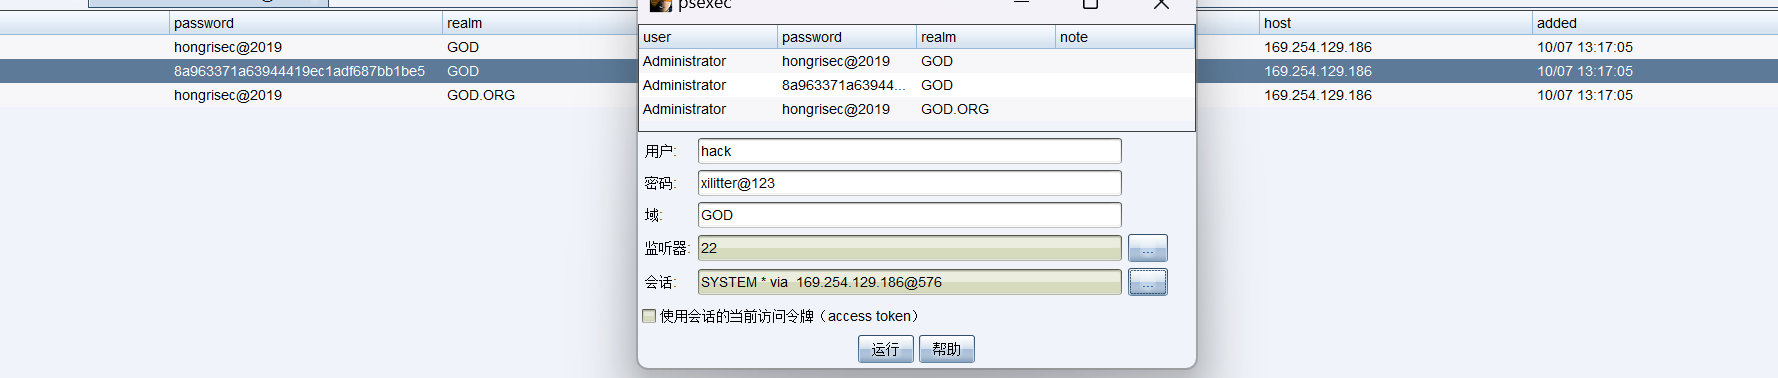 psexec
password realm host added
hongrisec@2019 GOD 169.254.129.186 10/07 13:17:05
8a963371a63944419ec1adf687bb1be5 GOD 169.254.129.186 10/07 13:17:05
hongrisec@2019 GOD.ORG 169.254.129.186 10/07 13:17:05
user password realm note
Administrator hongrisec@2019 GOD
Administrator 8a963371a63944... GOD
Administrator hongrisec@2019 GOD.ORG
用户: hack
密码: xilitter@123
域: GOD
监听器: 22 ...
会话: SYSTEM * via 169.254.129.186@576 ...
使用会话的当前访问令牌（access token）
运行 帮助